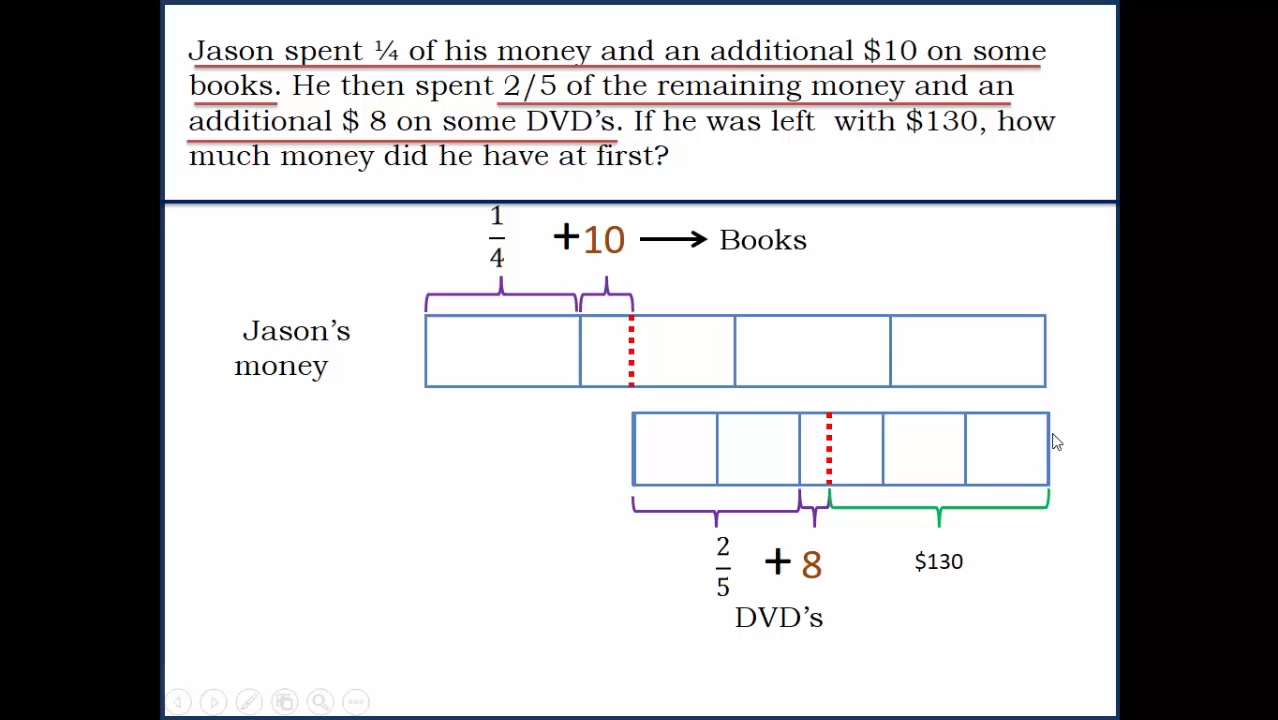 Jason spent ¼ of his money and an additional $10 on some
books. He then spent 2/5 of the remaining money and an
additional $ 8 on some DVD's. If he was left with $130, how
much money did he have at first?
1/4 +10 → Books
Jason's
money
2/5 + 8 $130
DVD's